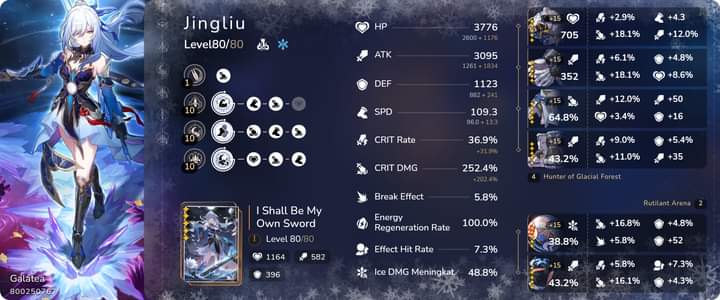 Jingliu
Level80/80
1
10
10
10
I Shall Be My
Own Sword
1 Level 80/80
1164 582
396
HP 3776
2600 + 1176
ATK 3095
1261 + 1834
DEF 1123
882 + 241
SPD 109.3
96.0 + 13.3
CRIT Rate 36.9%
+31.9%
CRIT DMG 252.4%
+202.4%
Break Effect 5.8%
Energy
Regeneration Rate 100.0%
Effect Hit Rate 7.3%
Ice DMG Meningkat 48.8%
+15 +2.9% +4.3
705 +18.1% +12.0%
+15 +6.1% +4.8%
352 +18.1% +8.6%
+15 +12.0% +50
64.8% +3.4% +16
+15 +9.0% +5.4%
43.2% +11.0% +35
4 Hunter of Glacial Forest
Rutilant Arena 2
+15 +16.8% +4.8%
38.8% +5.8% +52
+15 +5.8% +7.3%
43.2% +16.1% +4.3%
Galatea
800250762